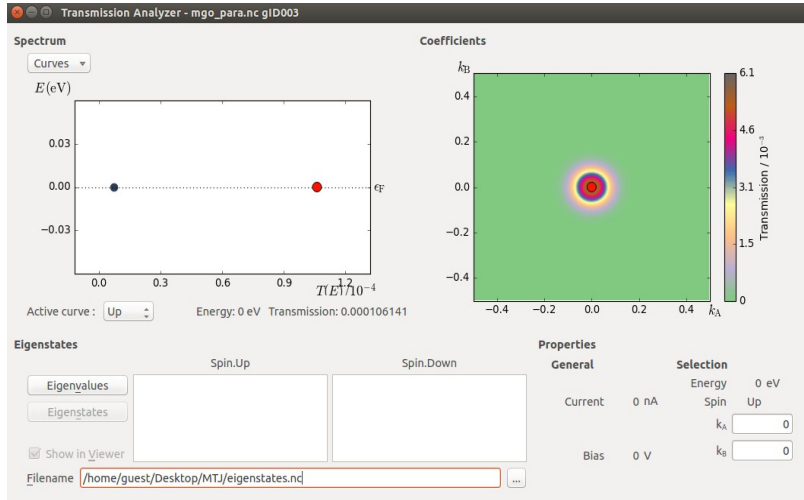 Transmission Analyzer - mgo_para.nc gID003
Spectrum
Curves
E(eV)
0.03
0.00
−0.03
ϵF
0.0 0.3 0.6 0.9 1.2
T(E)/10−4
Active curve : Up Energy: 0 eV Transmission: 0.000106141
Coefficients
kB
0.4
0.2
0.0
−0.2
−0.4
−0.4 −0.2 0.0 0.2 0.4 kA
6.1
4.6
3.1
1.5
0
Transmission / 10−3
Eigenstates
Spin.Up Spin.Down
Eigenvalues
Eigenstates
Show in Viewer
Filename /home/guest/Desktop/MTJ/eigenstates.nc ...
Properties
General Selection
Energy 0 eV
Current 0 nA Spin Up
kA 0
Bias 0 V kB 0